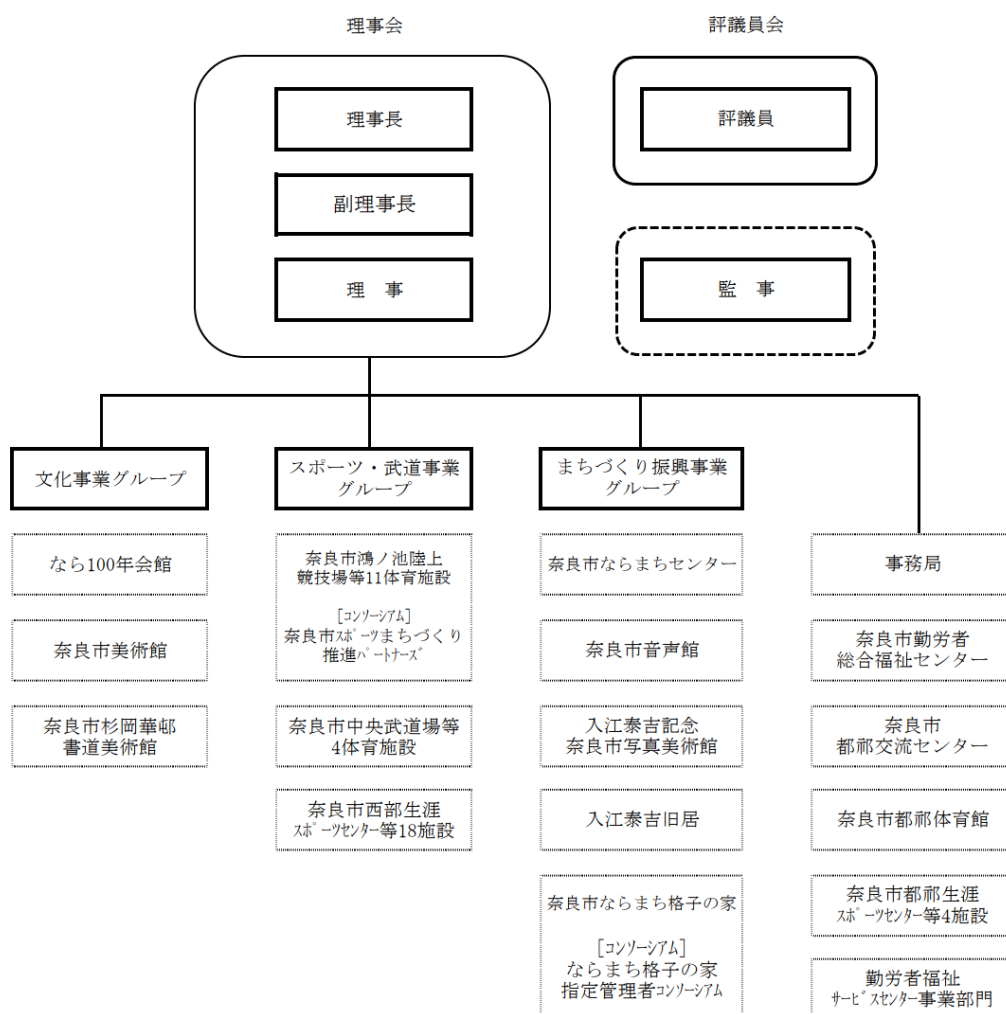 理事会
理事長
副理事長
理　事
評議員会
評議員
監　事
文化事業グループ
なら100年会館
奈良市美術館
奈良市杉岡華邨
書道美術館
スポーツ・武道事業
グループ
奈良市鴻ノ池陸上
競技場等11体育施設
[ｺﾝｿｰｼｱﾑ]
奈良市ｽﾎﾟｰﾂまちづくり
推進ﾊﾟｰﾄﾅｰｽﾞ
奈良市中央武道場等
4体育施設
奈良市西部生涯
ｽﾎﾟｰﾂｾﾝﾀｰ等18施設
まちづくり振興事業
グループ
奈良市ならまちセンター
奈良市音声館
入江泰吉記念
奈良市写真美術館
入江泰吉旧居
奈良市ならまち格子の家
[ｺﾝｿｰｼｱﾑ]
ならまち格子の家
指定管理者ｺﾝｿｰｼｱﾑ
事務局
奈良市勤労者
総合福祉センター
奈良市
都祁交流センター
奈良市都祁体育館
奈良市都祁生涯
ｽﾎﾟｰﾂｾﾝﾀｰ等4施設
勤労者福祉
ｻｰﾋﾞｽｾﾝﾀｰ事業部門